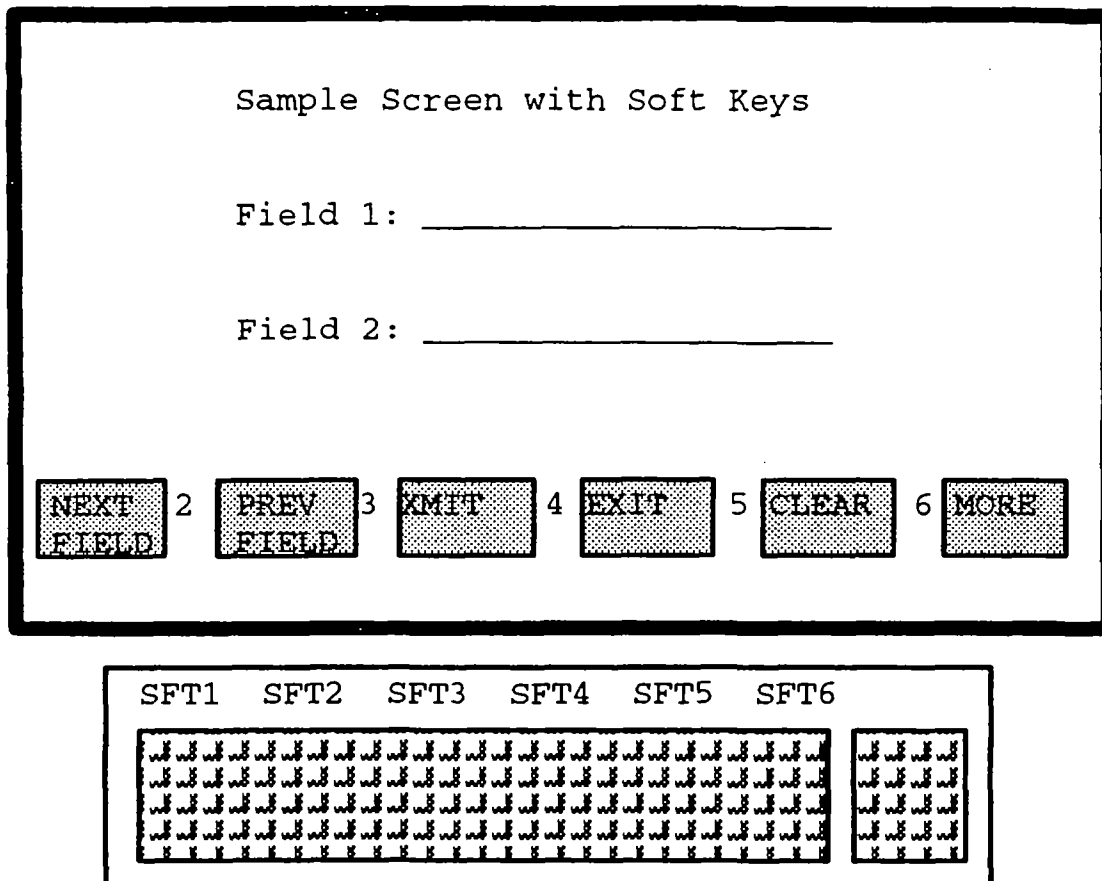 Sample Screen with Soft Keys
Field 1:
Field 2:
NEXT 2 PREV 3 XMIT 4 EXIT 5 CLEAR 6 MORE
FIELD FIELD
SFT1 SFT2 SFT3 SFT4 SFT5 SFT6